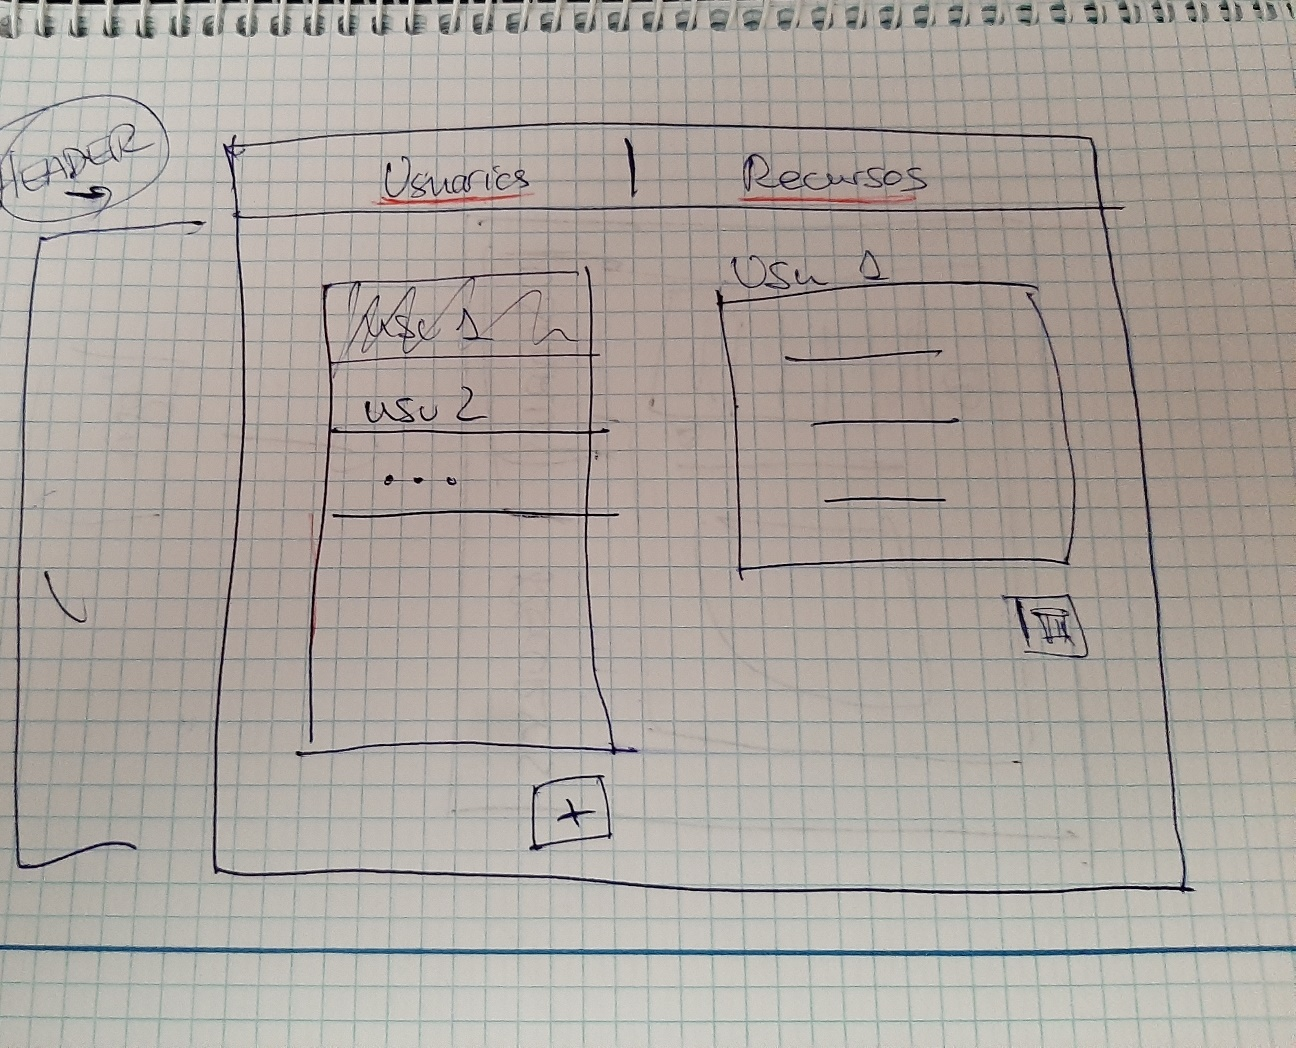 HEADER
Usuarios | Recursos
Usu 1
usu 1
usu 2
...
+